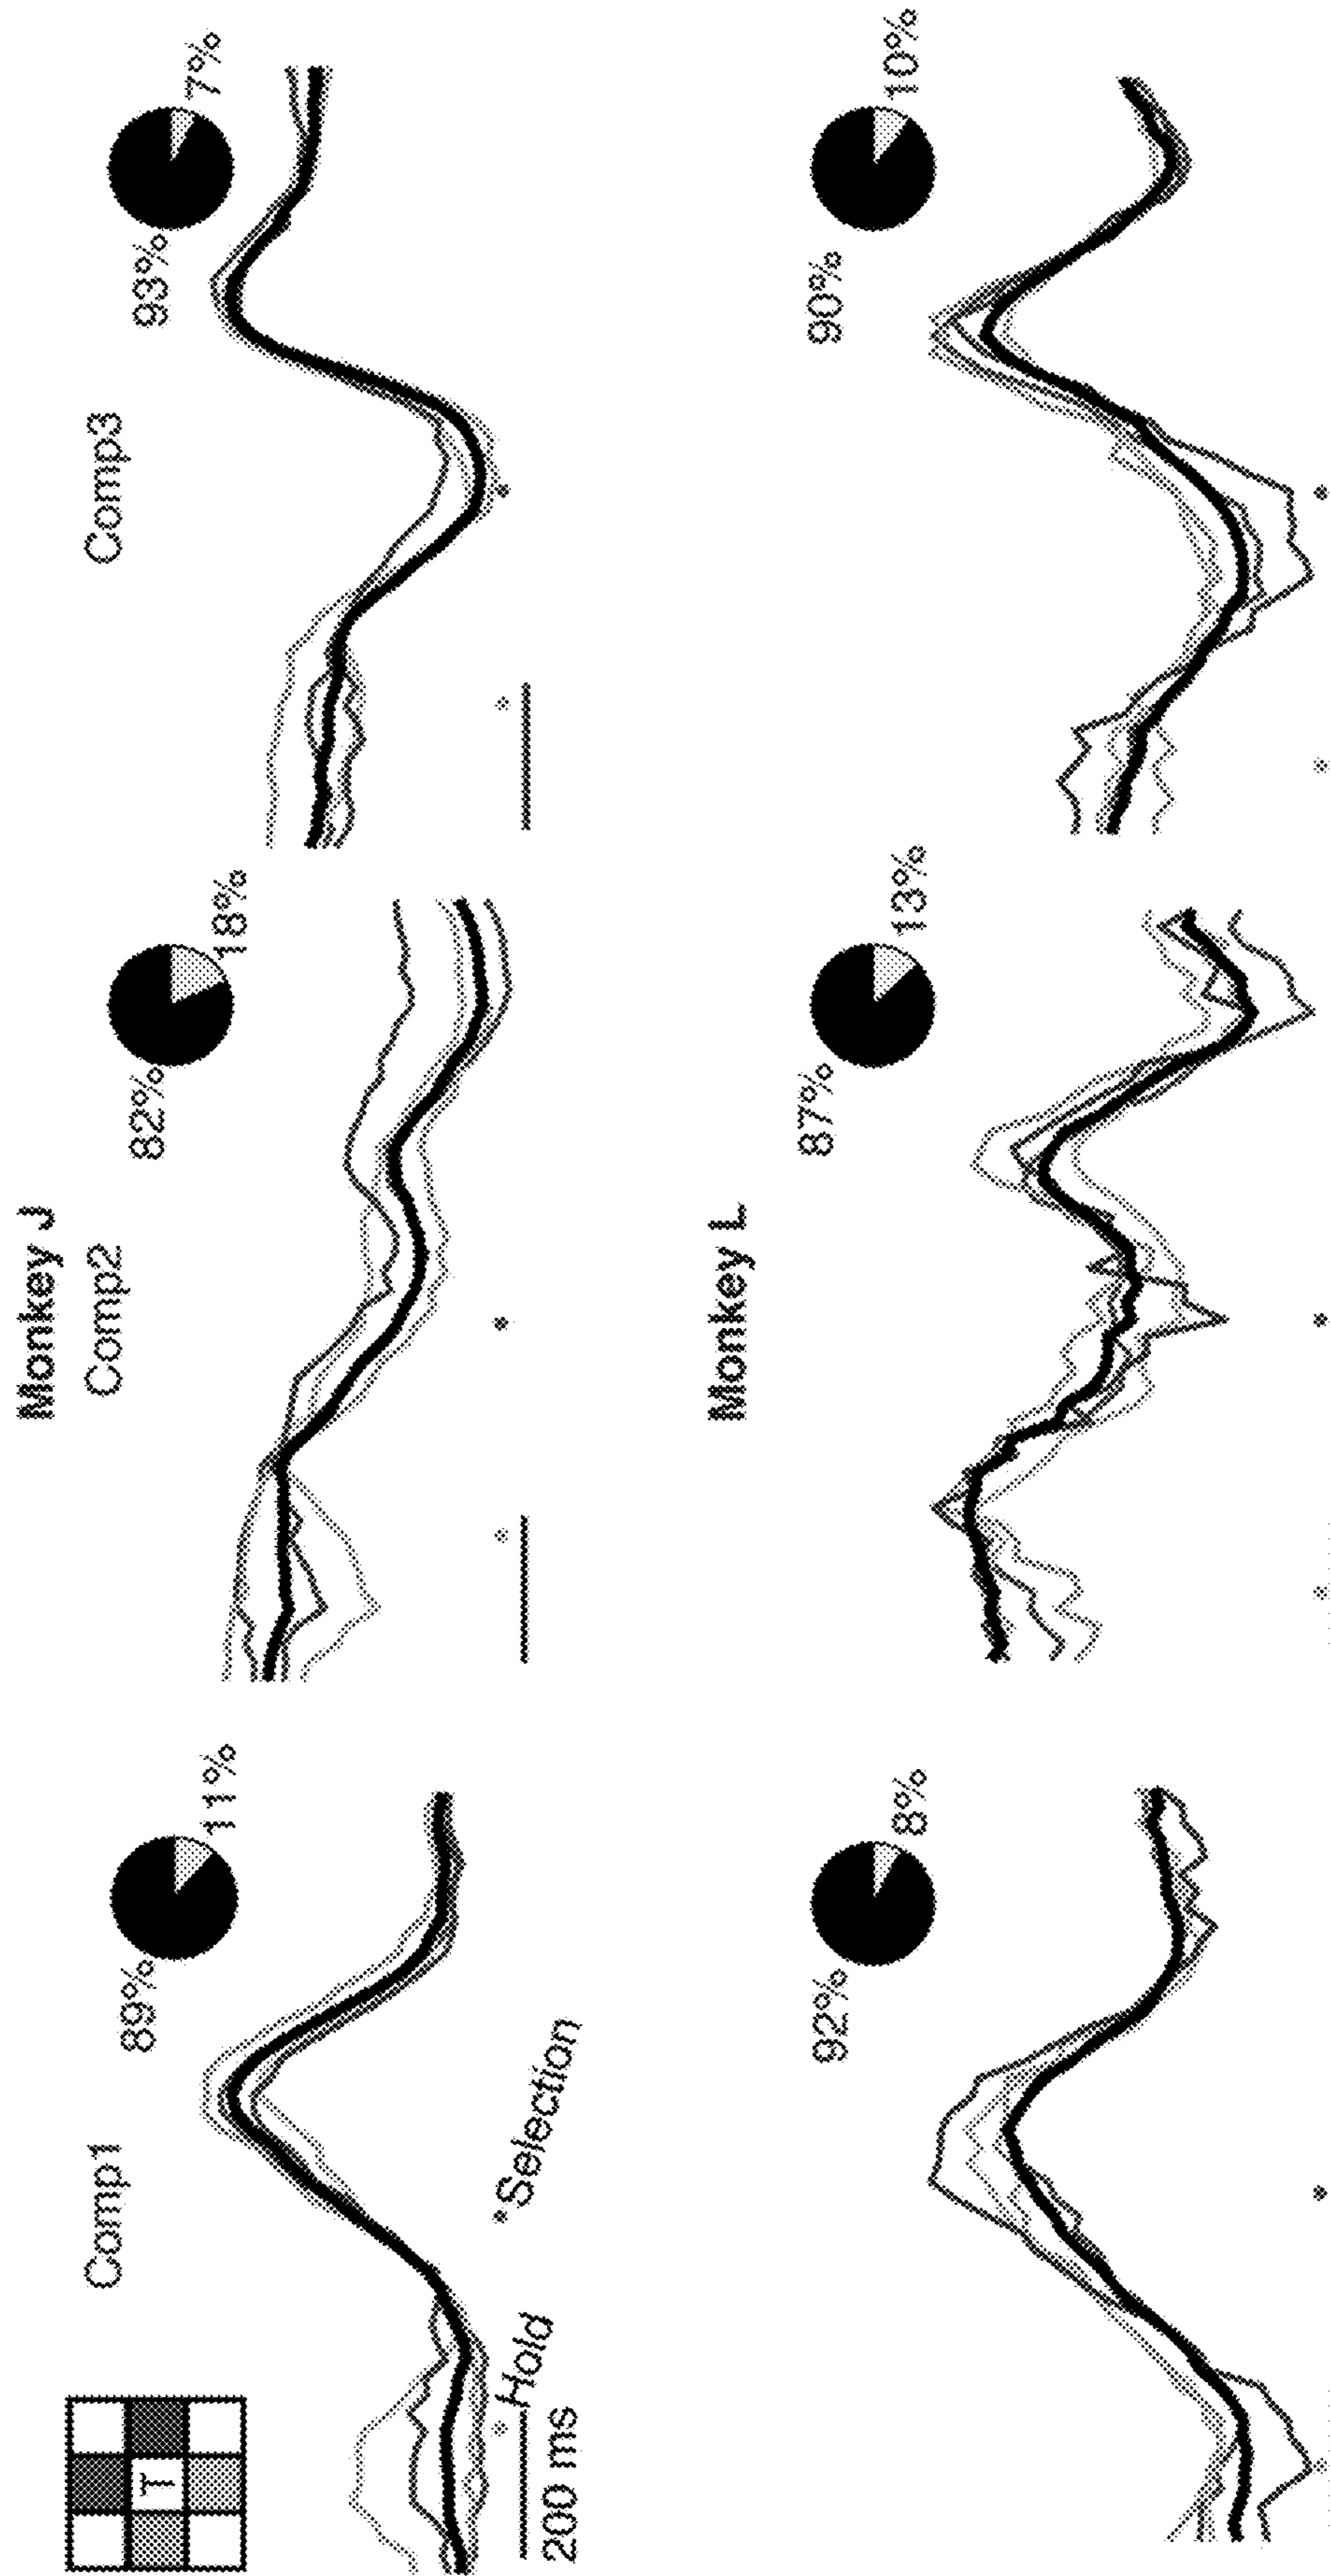 Monkey J
Comp1
Comp2
Comp3
T
89%
11%
82%
18%
93%
7%
Hold
Selection
200 ms
Monkey L
92%
8%
87%
13%
90%
10%